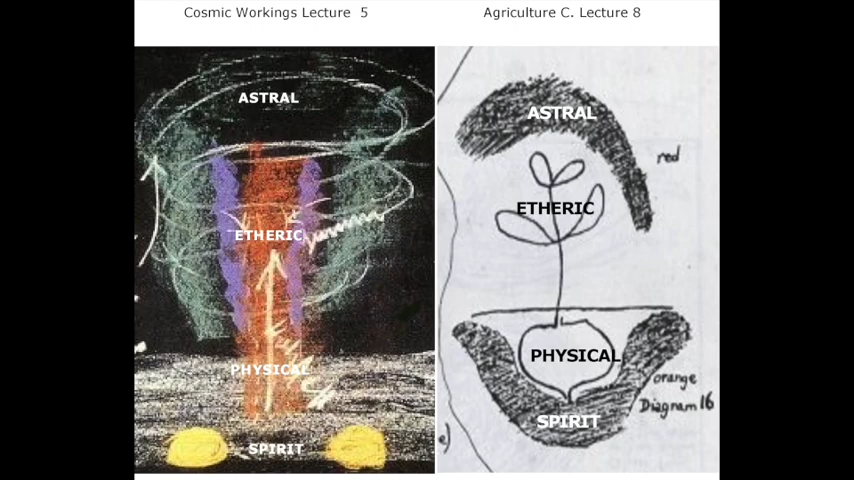 Cosmic Workings Lecture 5
Agriculture C. Lecture 8
ASTRAL
ETHERIC
PHYSICAL
SPIRIT
ASTRAL
red
ETHERIC
PHYSICAL
orange
Diagram 16
SPIRIT
e)